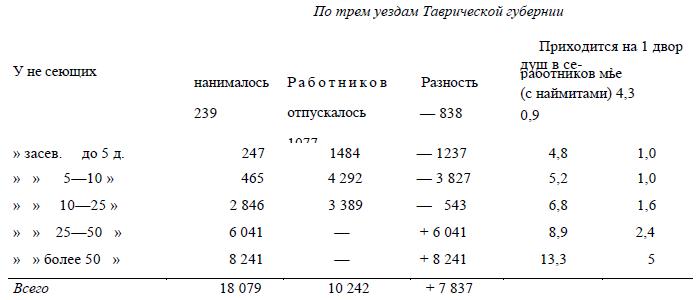 По трем уездам Таврической губернии
Приходится на 1 двор
У не сеющих
душ в се-
работников мье
нанималось Работников Разность (с наймитами) 4,3
239 отпускалось — 838 0,9
1077
» засев. до 5 д. 247 1484 — 1237 4,8 1,0
» » 5—10 » 465 4 292 — 3 827 5,2 1,0
» » 10—25 » 2 846 3 389 — 543 6,8 1,6
» » 25—50 » 6 041 — + 6 041 8,9 2,4
» » более 50 » 8 241 — + 8 241 13,3 5
Всего 18 079 10 242 + 7 837